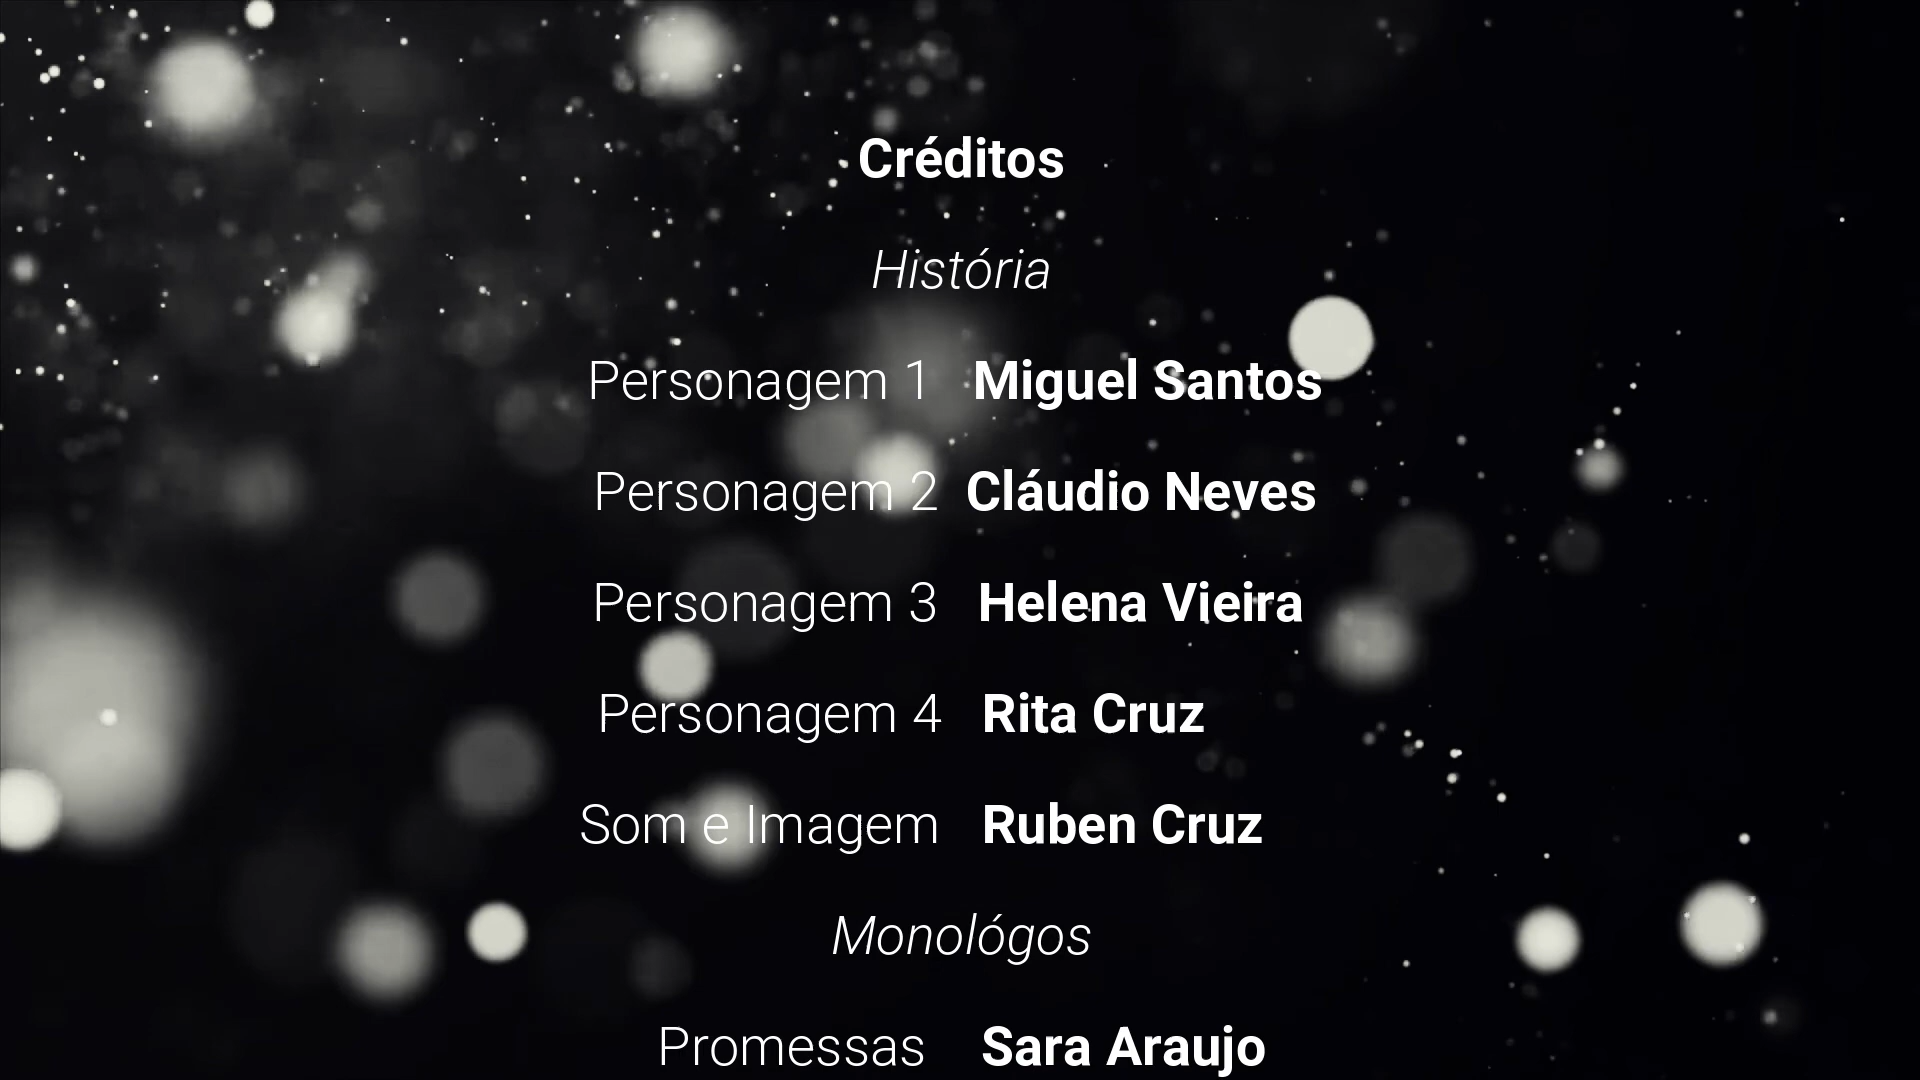 Créditos
História
Personagem 1 Miguel Santos
Personagem 2 Cláudio Neves
Personagem 3 Helena Vieira
Personagem 4 Rita Cruz
Som e Imagem Ruben Cruz
Monológos
Promessas Sara Araujo